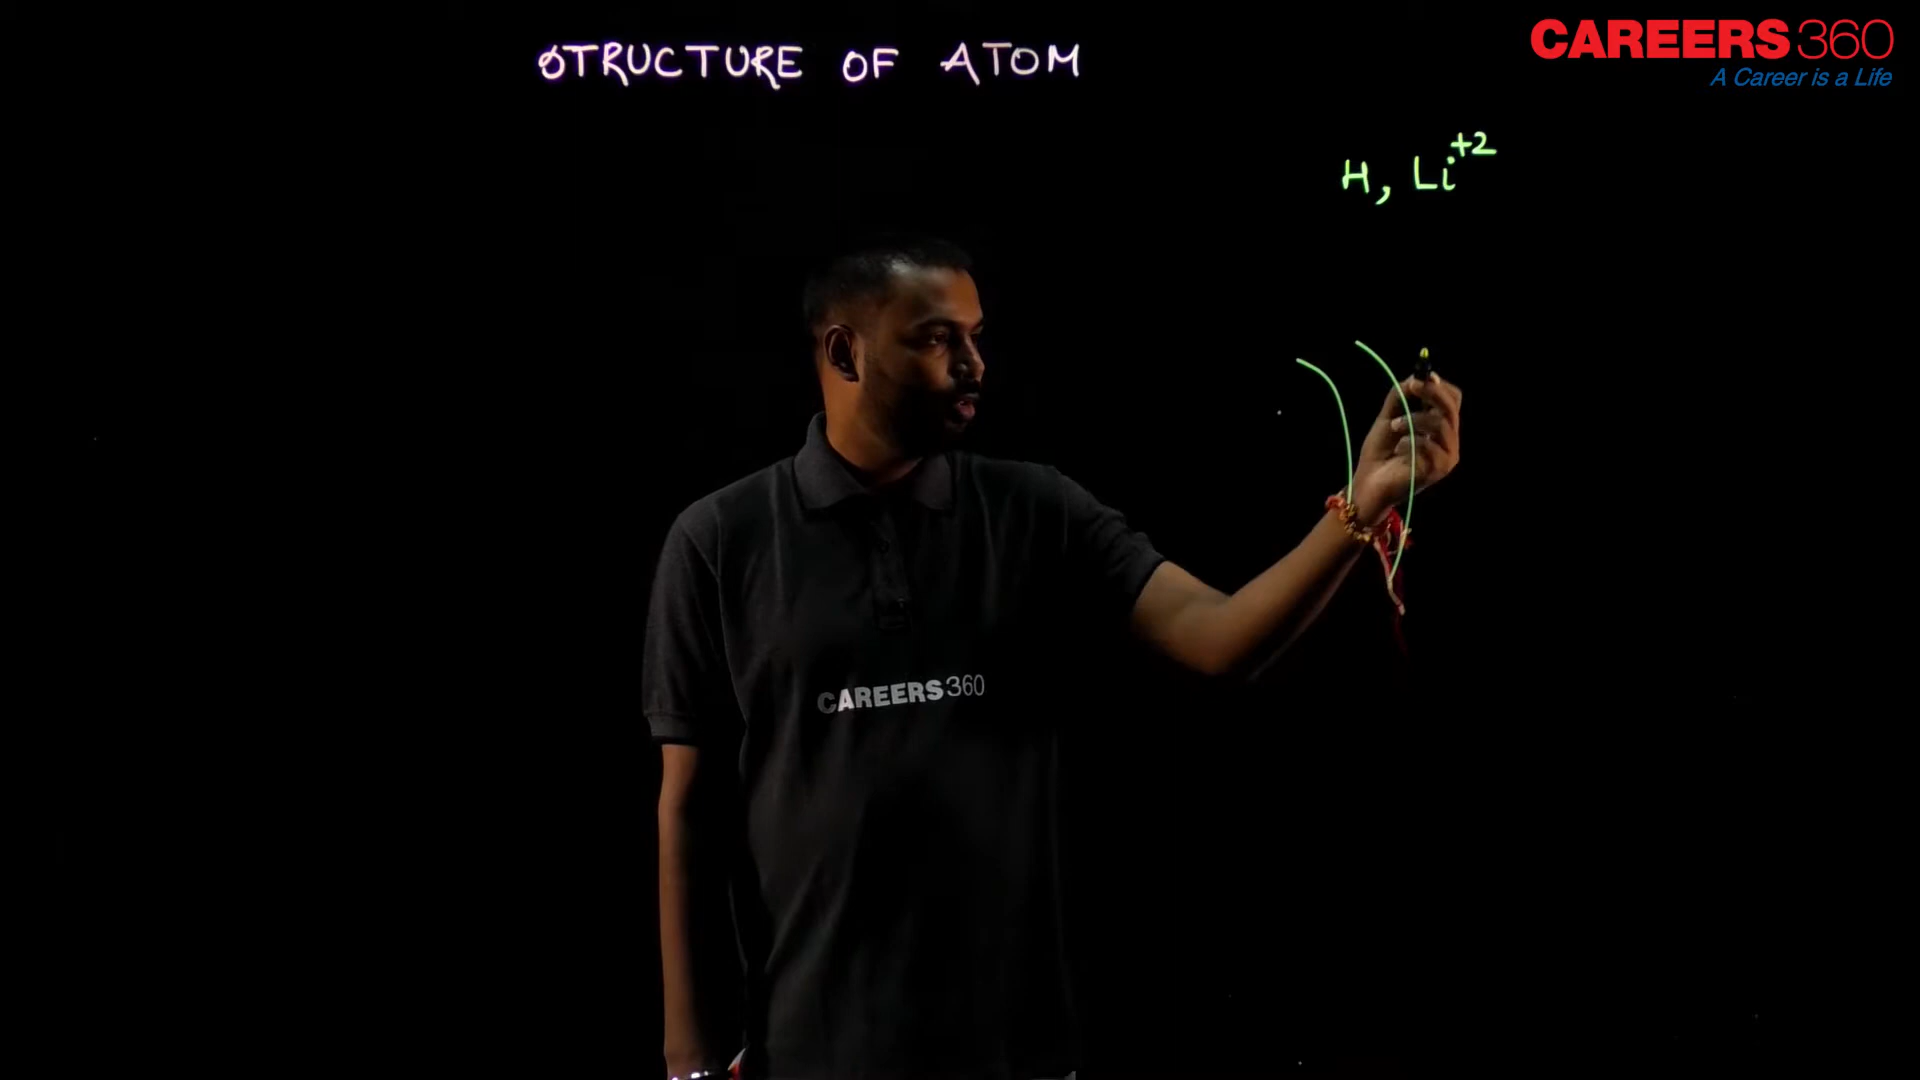 STRUCTURE OF ATOM
CAREERS360
A Career is a Life
H, Li⁺²
CAREERS360